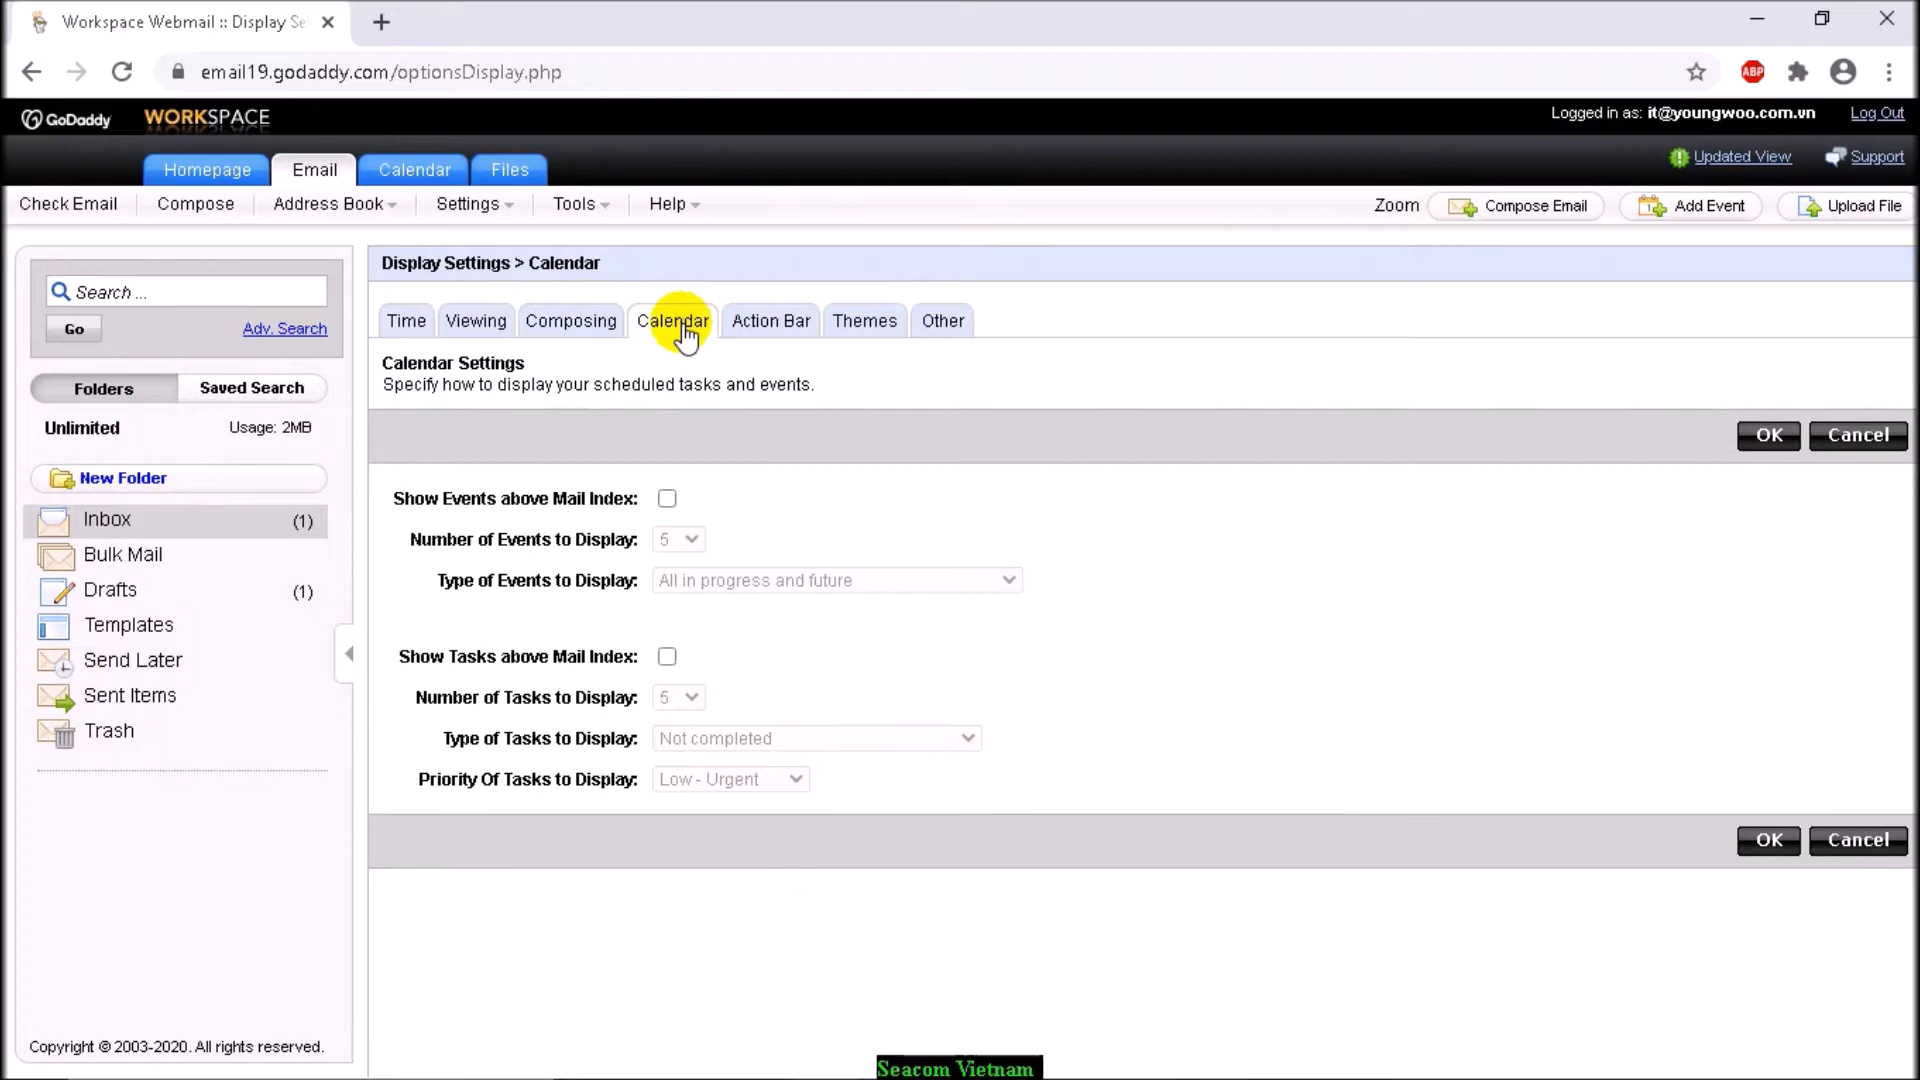 Workspace Webmail :: Display Se
email19.godaddy.com/optionsDisplay.php
ABP
GoDaddy WORKSPACE
Logged in as: it@youngwoo.com.vn Log Out
Homepage Email Calendar Files
Updated View Support
Check Email Compose Address Book Settings Tools Help
Zoom Compose Email Add Event Upload File
Search ...
Go Adv. Search
Folders Saved Search
Unlimited Usage: 2MB
New Folder
Inbox (1)
Bulk Mail
Drafts (1)
Templates
Send Later
Sent Items
Trash
Copyright © 2003-2020. All rights reserved.
Display Settings > Calendar
Time Viewing Composing Calendar Action Bar Themes Other
Calendar Settings
Specify how to display your scheduled tasks and events.
OK Cancel
Show Events above Mail Index:
Number of Events to Display: 5
Type of Events to Display: All in progress and future
Show Tasks above Mail Index:
Number of Tasks to Display: 5
Type of Tasks to Display: Not completed
Priority Of Tasks to Display: Low - Urgent
OK Cancel
Seacom Vietnam